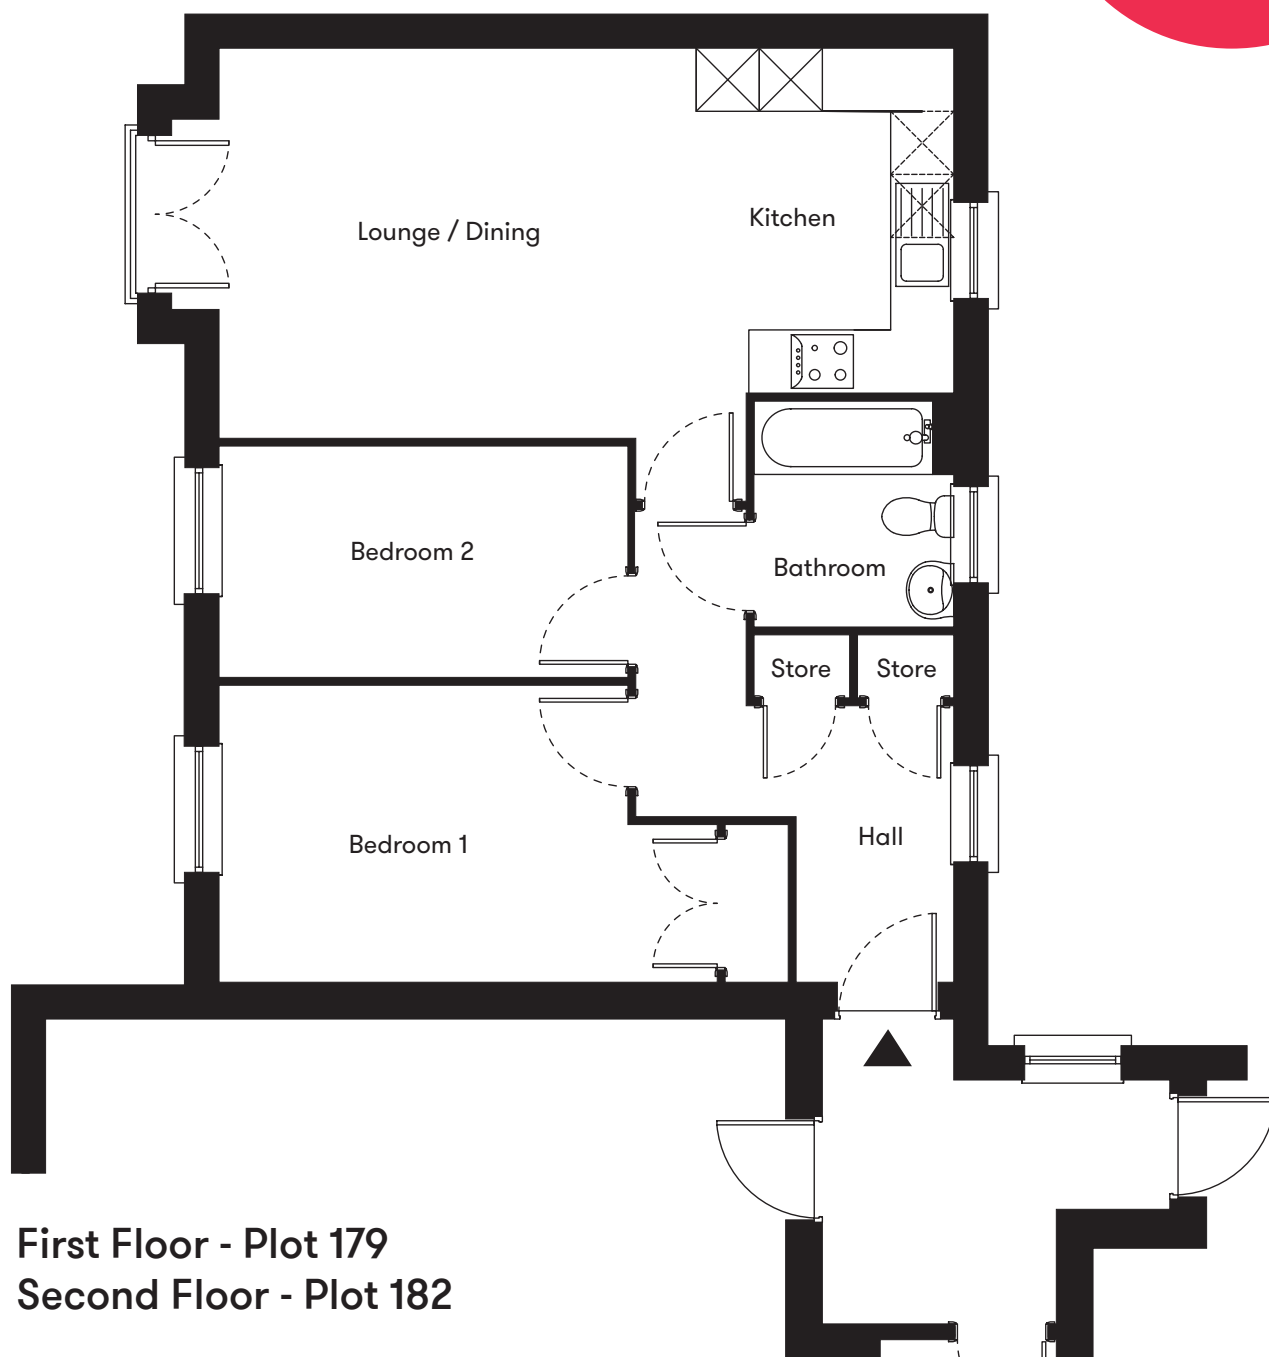 Lounge / Dining
Kitchen
Bedroom 2
Bathroom
Store
Store
Bedroom 1
Hall
First Floor - Plot 179
Second Floor - Plot 182